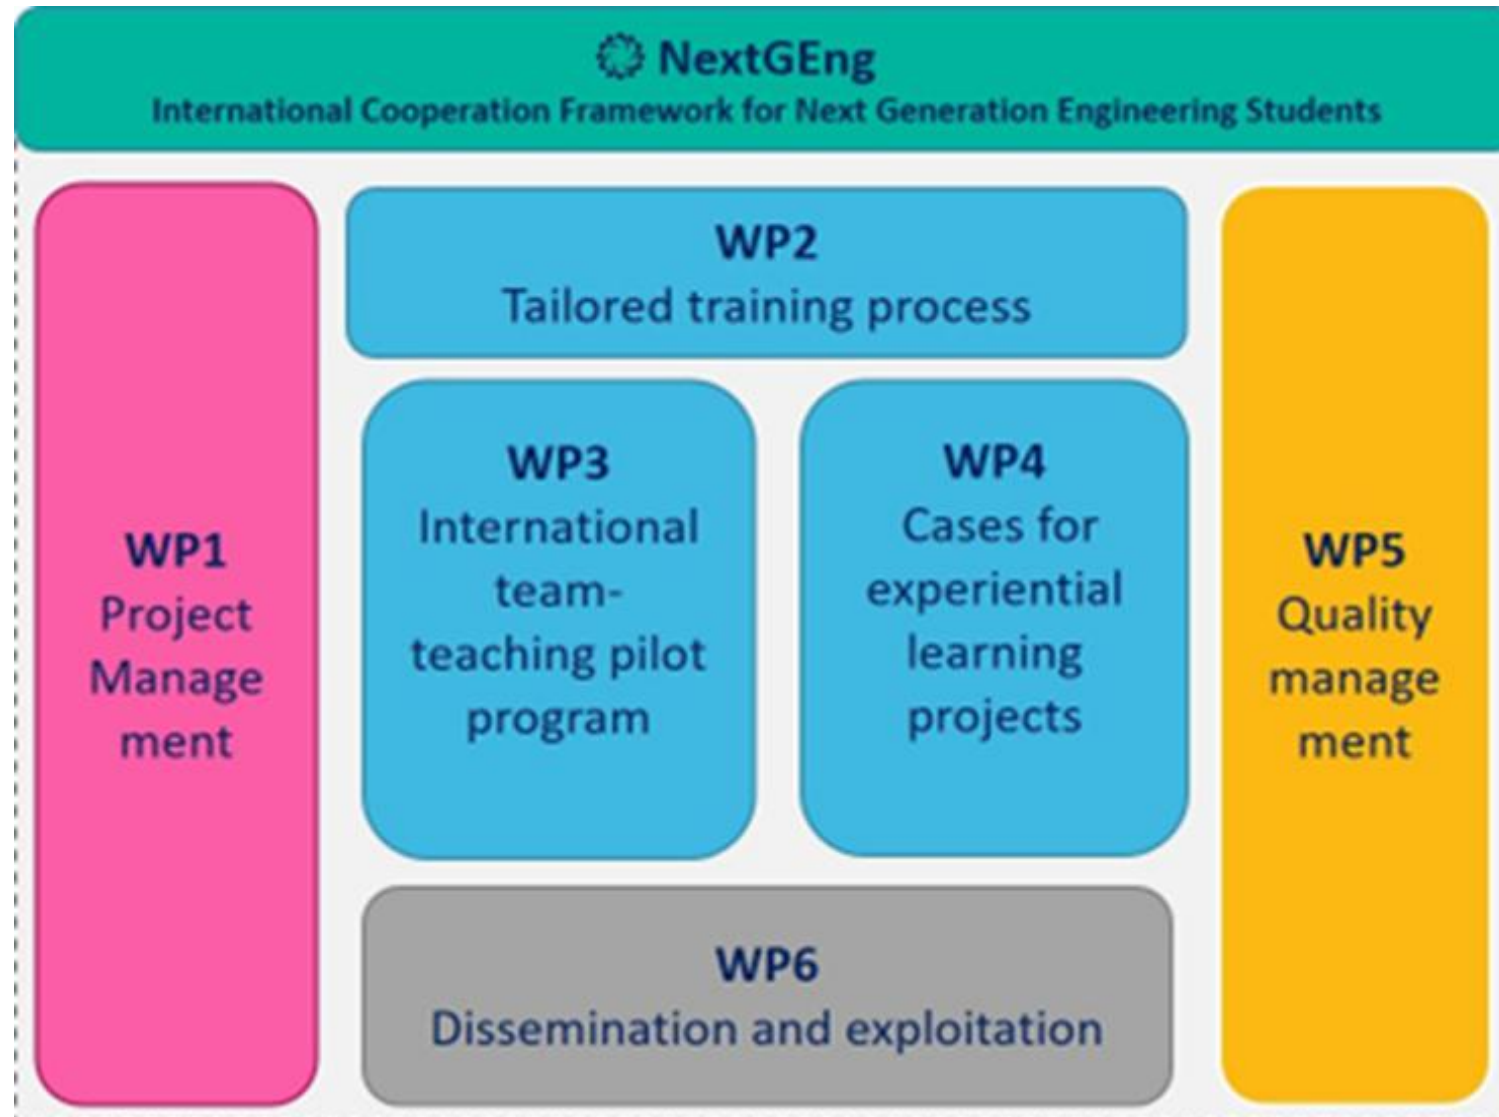 NextGEng
International Cooperation Framework for Next Generation Engineering Students
WP1
Project
Manage
ment
WP2
Tailored training process
WP3
International
team-
teaching pilot
program
WP4
Cases for
experiential
learning
projects
WP5
Quality
manage
ment
WP6
Dissemination and exploitation